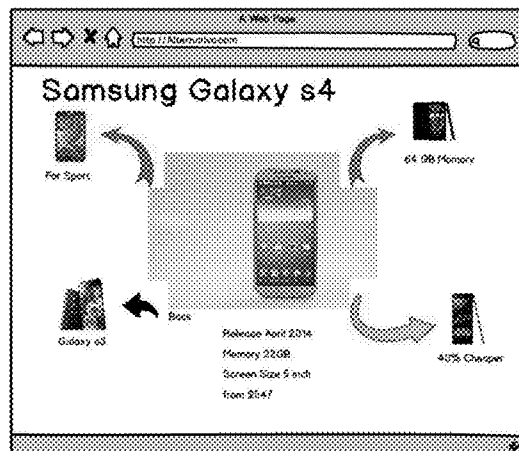 A Web Page
Samsung Galaxy s4
For Sport
64 GB Memory
Galaxy s3
Back
Release April 2014
Memory 32GB
Screen Size 5 inch
40% Cheaper
from $547